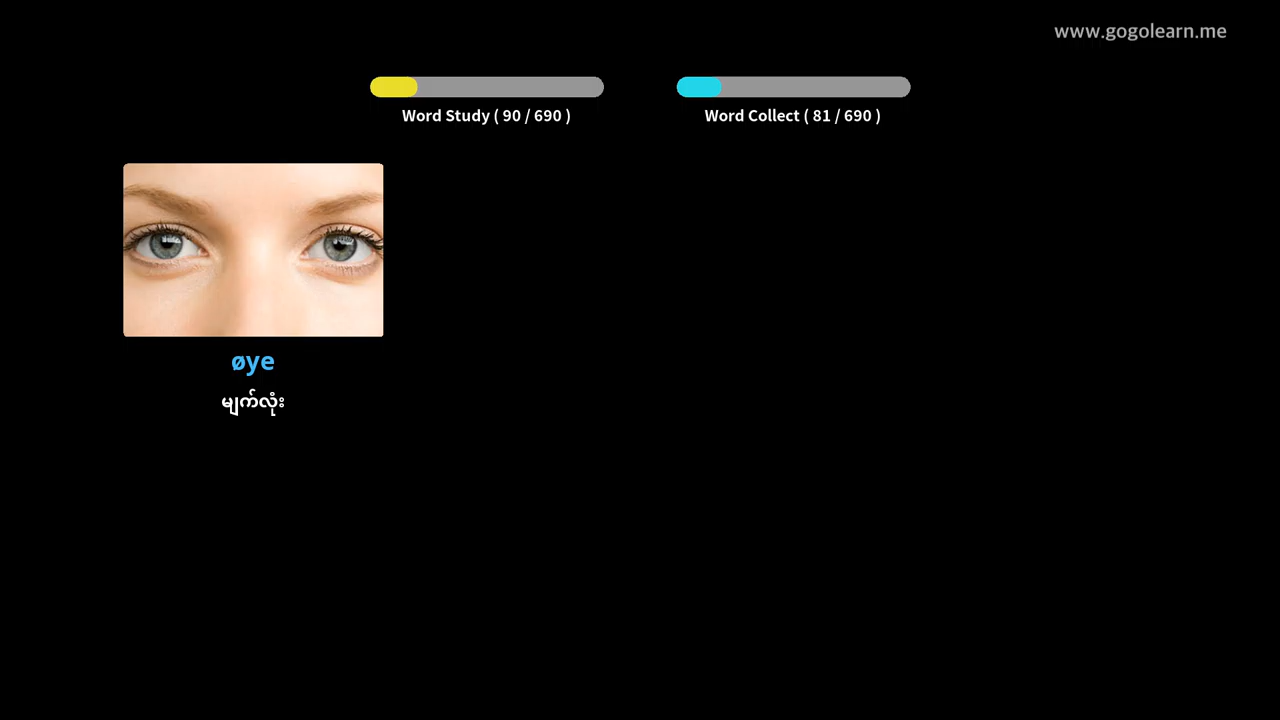 www.gogolearn.me
Word Study ( 90 / 690 )
Word Collect ( 81 / 690 )
øye
မျက်လုံး